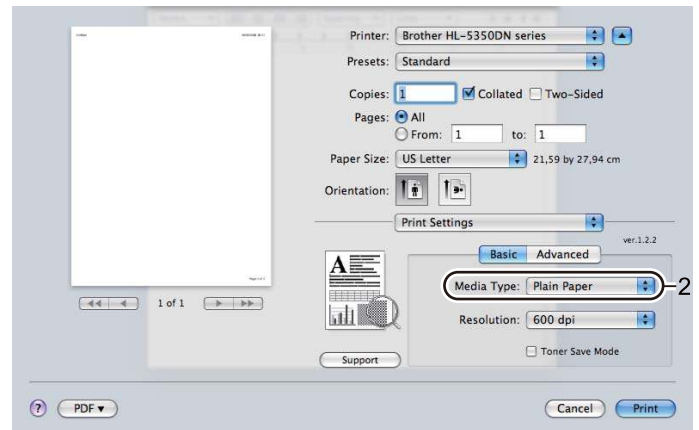 Printer: Brother HL-5350DN series
Presets: Standard
Copies: 1 Collated Two-Sided
Pages: All
From: 1 to: 1
Paper Size: US Letter 21,59 by 27,94 cm
Orientation:
Print Settings
ver.1.2.2
Basic Advanced
Media Type: Plain Paper 2
1 of 1
Resolution: 600 dpi
Toner Save Mode
Support
? PDF Cancel Print